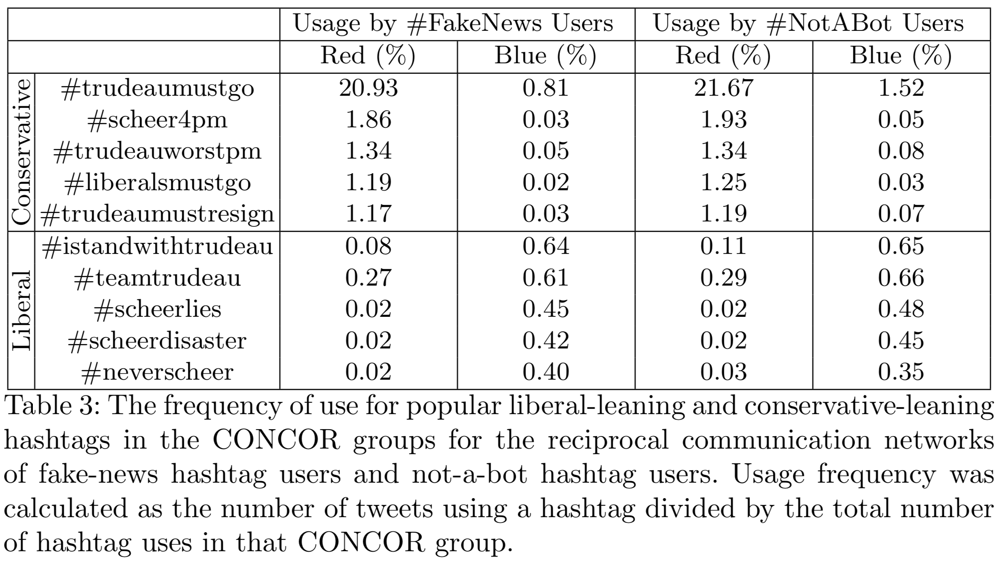 Usage by #FakeNews Users Usage by #NotABot Users
Red (%) Blue (%) Red (%) Blue (%)
Conservative
#trudeaumustgo 20.93 0.81 21.67 1.52
#scheer4pm 1.86 0.03 1.93 0.05
#trudeauworstpm 1.34 0.05 1.34 0.08
#liberalsmustgo 1.19 0.02 1.25 0.03
#trudeaumustresign 1.17 0.03 1.19 0.07
Liberal
#istandwithtrudeau 0.08 0.64 0.11 0.65
#teamtrudeau 0.27 0.61 0.29 0.66
#scheerlies 0.02 0.45 0.02 0.48
#scheerdisaster 0.02 0.42 0.02 0.45
#neverscheer 0.02 0.40 0.03 0.35
Table 3: The frequency of use for popular liberal-leaning and conservative-leaning
hashtags in the CONCOR groups for the reciprocal communication networks
of fake-news hashtag users and not-a-bot hashtag users. Usage frequency was
calculated as the number of tweets using a hashtag divided by the total number
of hashtag uses in that CONCOR group.